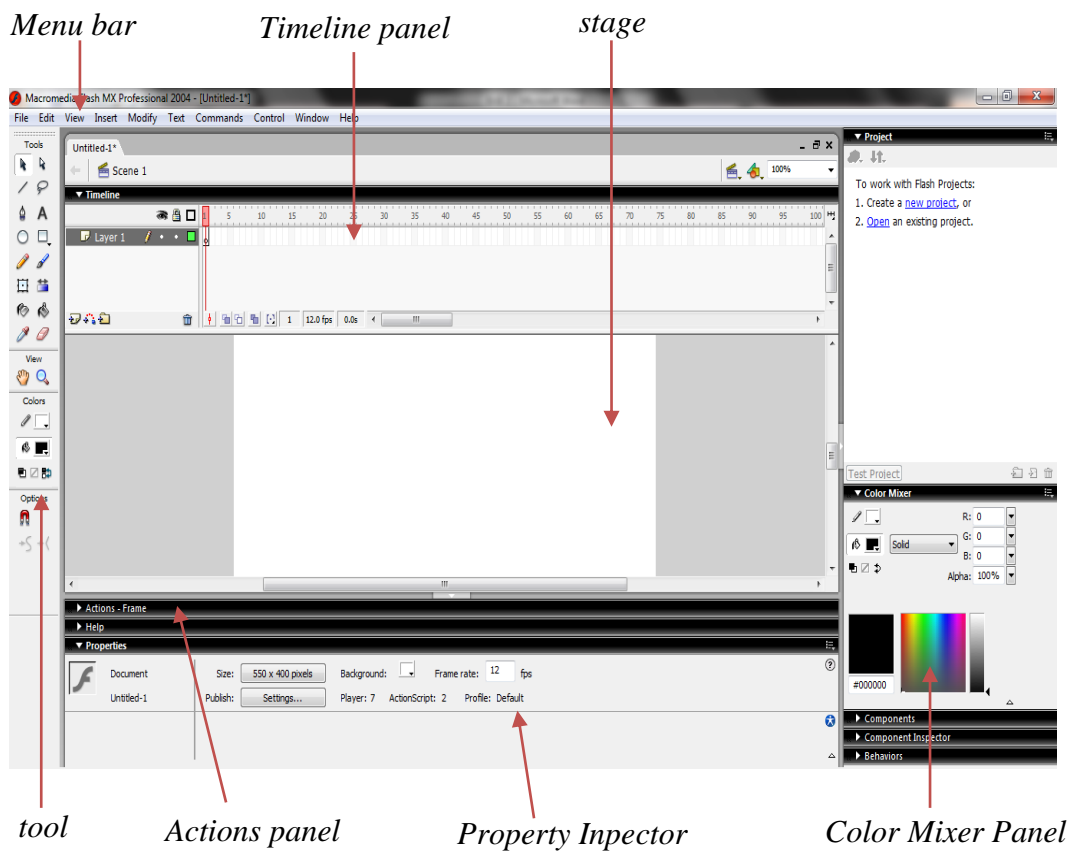 Menu bar
Timeline panel
stage
Macromedia Flash MX Professional 2004 - [Untitled-1*]
File Edit View Insert Modify Text Commands Control Window Help
Tools
Untitled-1*
Scene 1
100%
Timeline
1 5 10 15 20 25 30 35 40 45 50 55 60 65 70 75 80 85 90 95 100
Layer 1
1 12.0 fps 0.0s
View
Colors
Options
Project
To work with Flash Projects:
1. Create a new project, or
2. Open an existing project.
Test Project
Color Mixer
R: 0
G: 0
Solid
B: 0
Alpha: 100%
#000000
Components
Component Inspector
Behaviors
Actions - Frame
Help
Properties
Document Size: 550 x 400 pixels Background: Frame rate: 12 fps
Untitled-1 Publish: Settings... Player: 7 ActionScript: 2 Profile: Default
tool
Actions panel
Property Inpector
Color Mixer Panel